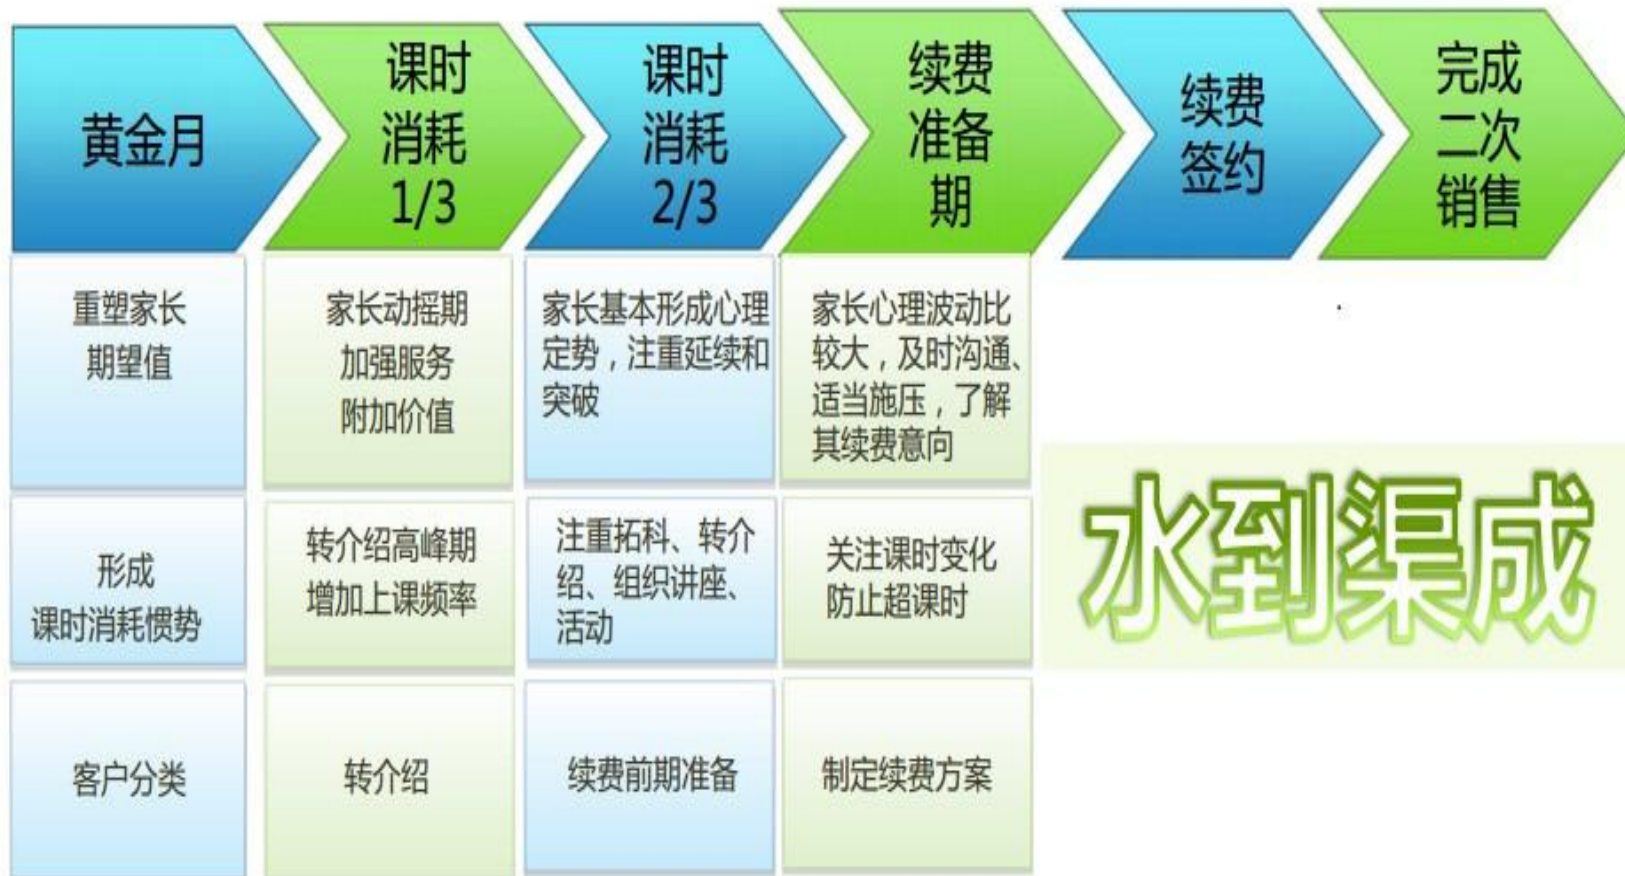 黄金月
课时
消耗
1/3
课时
消耗
2/3
续费
准备
期
续费
签约
完成
二次
销售
重塑家长
期望值
家长动摇期
加强服务
附加价值
家长基本形成心理
定势，注重延续和
突破
家长心理波动比
较大，及时沟通、
适当施压，了解
其续费意向
形成
课时消耗惯势
转介绍高峰期
增加上课频率
注重拓科、转介
绍、组织讲座、
活动
关注课时变化
防止超课时
水到渠成
客户分类
转介绍
续费前期准备
制定续费方案